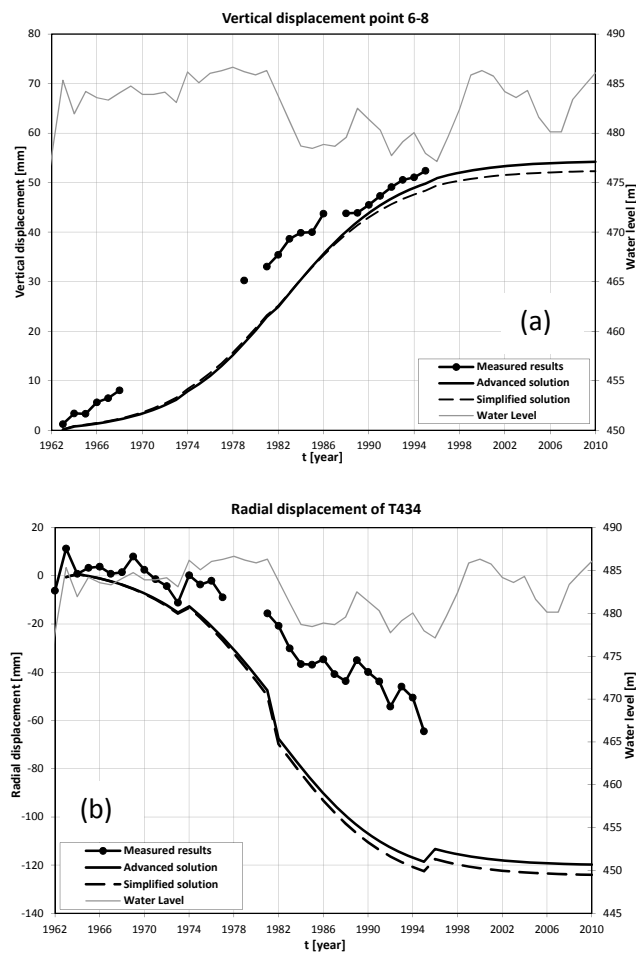 Vertical displacement point 6-8
80 490
70 485
60 480
50 475
40 470
30 465
20 460
10 455
0 450
Vertical displacement [mm]
Water level [m]
(a)
Measured results
Advanced solution
Simplified solution
Water Level
1962 1966 1970 1974 1978 1982 1986 1990 1994 1998 2002 2006 2010
t [year]
Radial displacement of T434
20 490
0 485
-20 480
-40 475
-60 470
-80 465
-100 460
-120 455
-140 450
445
Radial displacement [mm]
Water level [m]
(b)
Measured results
Advanced solution
Simplified solution
Water Lavel
1962 1966 1970 1974 1978 1982 1986 1990 1994 1998 2002 2006 2010
t [year]